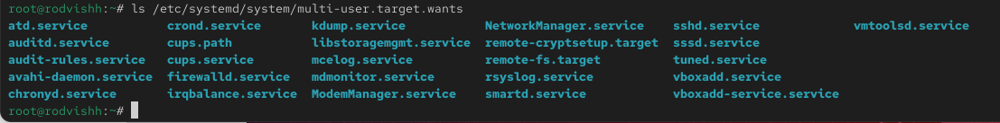 root@rodvishh:~# ls /etc/systemd/system/multi-user.target.wants
atd.service crond.service kdump.service NetworkManager.service sshd.service vmtoolsd.service
auditd.service cups.path libstoragemgmt.service remote-cryptsetup.target sssd.service
audit-rules.service cups.service mcelog.service remote-fs.target tuned.service
avahi-daemon.service firewalld.service mdmonitor.service rsyslog.service vboxadd.service
chronyd.service irqbalance.service ModemManager.service smartd.service vboxadd-service.service
root@rodvishh:~#